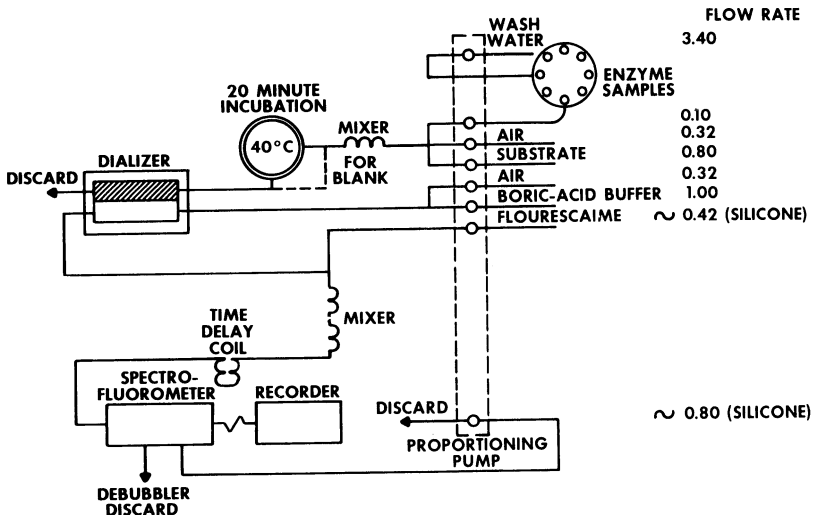 FLOW RATE
WASH
WATER
3.40
ENZYME
SAMPLES
20 MINUTE
INCUBATION
40°C
MIXER
FOR
BLANK
0.10
AIR
0.32
SUBSTRATE
0.80
AIR
0.32
BORIC-ACID BUFFER
1.00
FLOURESCAIME
~ 0.42 (SILICONE)
DIALIZER
DISCARD
MIXER
TIME
DELAY
COIL
SPECTRO-
FLUOROMETER
RECORDER
DISCARD
~ 0.80 (SILICONE)
PROPORTIONING
PUMP
DEBUBBLER
DISCARD